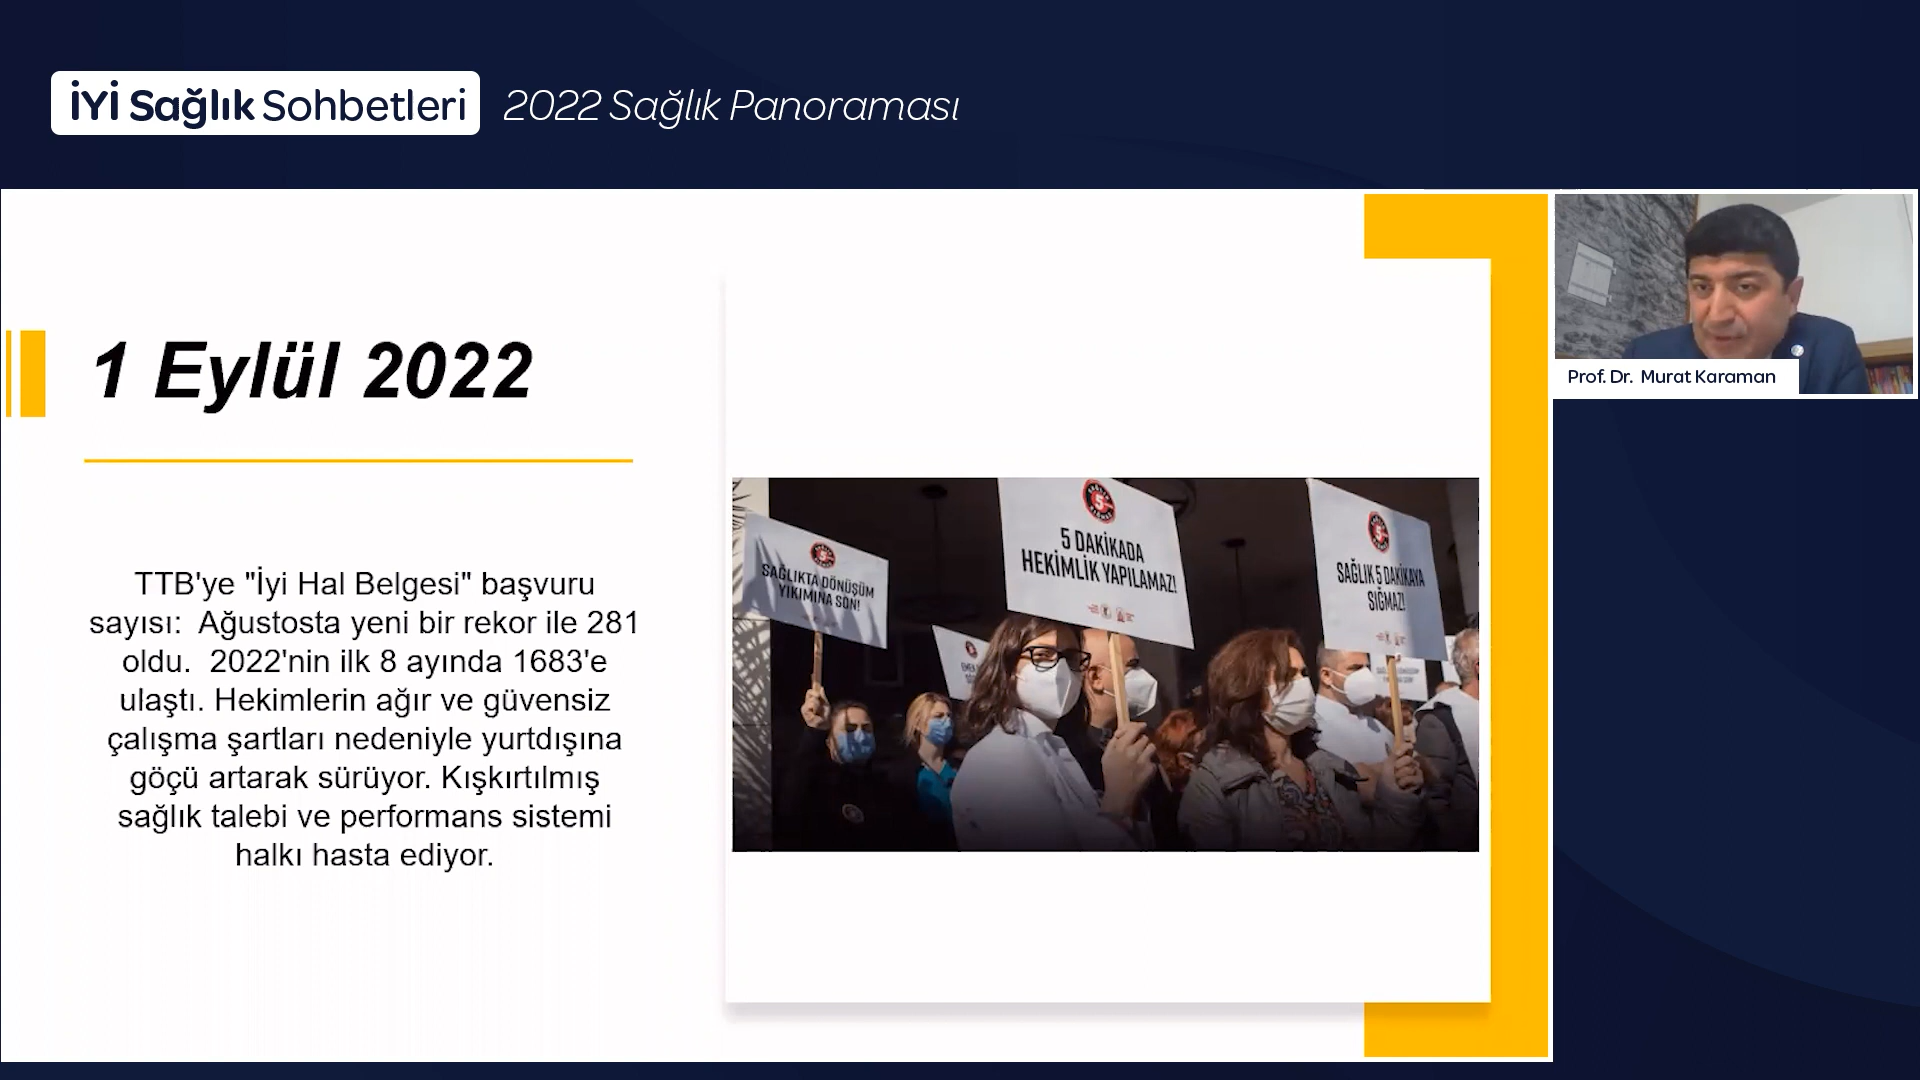 İYİ Sağlık Sohbetleri 2022 Sağlık Panoraması
1 Eylül 2022
TTB'ye "İyi Hal Belgesi" başvuru
sayısı: Ağustosta yeni bir rekor ile 281
oldu. 2022'nin ilk 8 ayında 1683'e
ulaştı. Hekimlerin ağır ve güvensiz
çalışma şartları nedeniyle yurtdışına
göçü artarak sürüyor. Kışkırtılmış
sağlık talebi ve performans sistemi
halkı hasta ediyor.
SAĞLIKTA DÖNÜŞÜM
YIKIMINA SON!
5
5 DAKİKADA
HEKİMLİK YAPILAMAZ!
SAĞLIK 5 DAKİKAYA
SIĞMAZ!
Prof. Dr. Murat Karaman